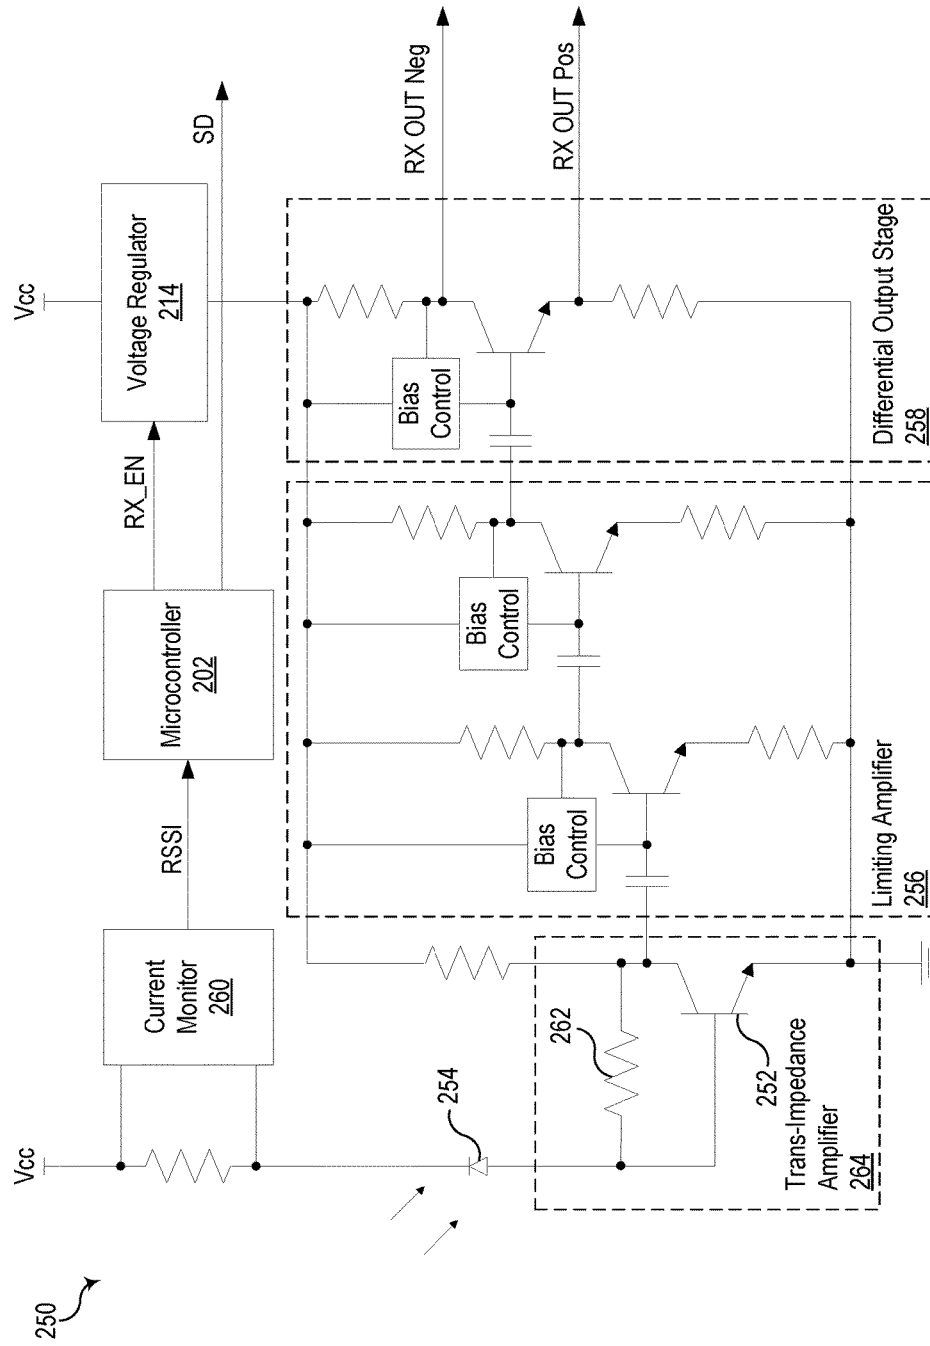 250
Vcc
Current
Monitor
260
RSSI
Microcontroller
202
RX_EN
Vcc
Voltage Regulator
214
SD
254
262
252
Trans-Impedance
Amplifier
264
Bias
Control
Bias
Control
Limiting Amplifier
256
Bias
Control
Differential Output Stage
258
RX OUT Neg
RX OUT Pos